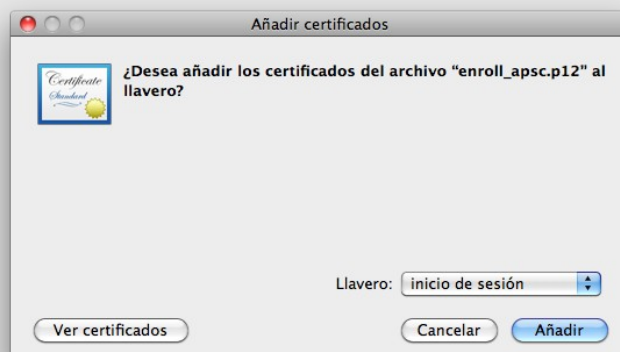 Añadir certificados
Certificate
Standard
¿Desea añadir los certificados del archivo “enroll_apsc.p12” al
llavero?
Llavero: inicio de sesión
Ver certificados Cancelar Añadir